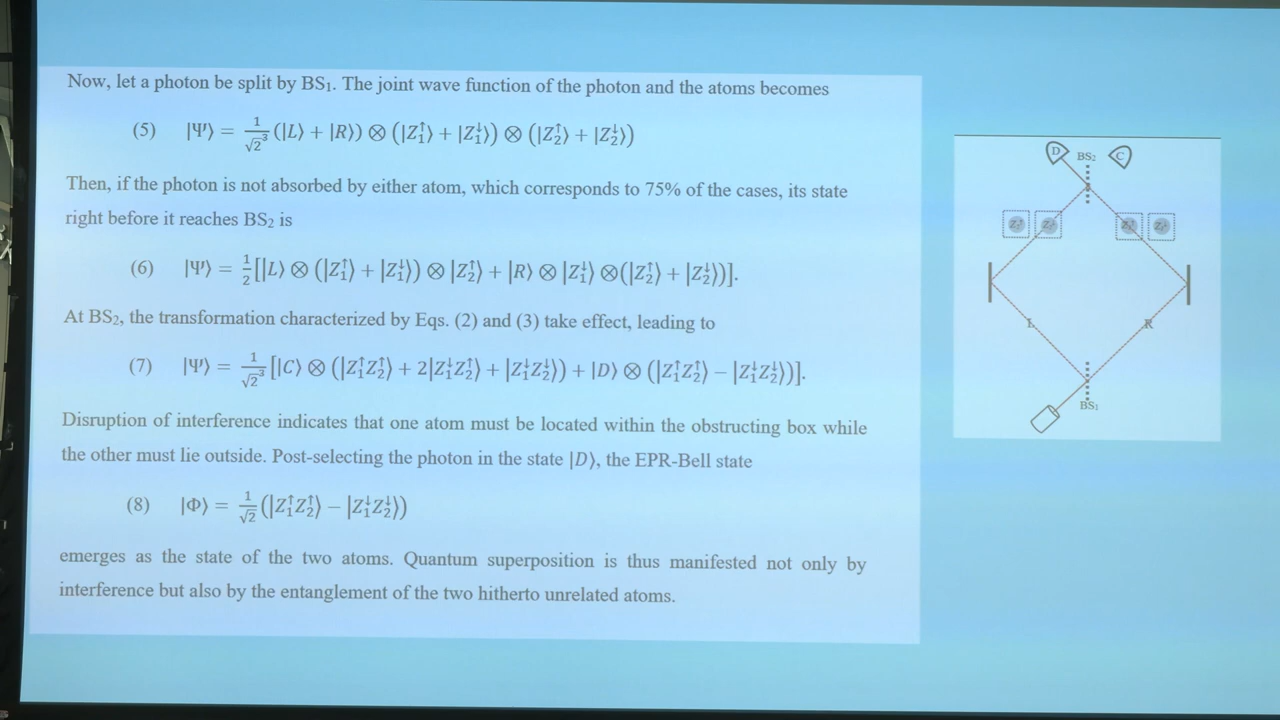 Now, let a photon be split by BS₁. The joint wave function of the photon and the atoms becomes
(5) |Ψ⟩ = 1/√2³ (|L⟩ + |R⟩) ⊗ (|Z₁↑⟩ + |Z₁↓⟩) ⊗ (|Z₂↑⟩ + |Z₂↓⟩)
Then, if the photon is not absorbed by either atom, which corresponds to 75% of the cases, its state
right before it reaches BS₂ is
(6) |Ψ⟩ = 1/2 [|L⟩ ⊗ (|Z₁↑⟩ + |Z₁↓⟩) ⊗ |Z₂↑⟩ + |R⟩ ⊗ |Z₁↓⟩ ⊗(|Z₂↑⟩ + |Z₂↓⟩)].
At BS₂, the transformation characterized by Eqs. (2) and (3) take effect, leading to
(7) |Ψ⟩ = 1/√2³ [|C⟩ ⊗ (|Z₁↑Z₂↑⟩ + 2|Z₁↓Z₂↑⟩ + |Z₁↓Z₂↓⟩) + |D⟩ ⊗ (|Z₁↑Z₂↑⟩ − |Z₁↓Z₂↓⟩)].
Disruption of interference indicates that one atom must be located within the obstructing box while
the other must lie outside. Post-selecting the photon in the state |D⟩, the EPR-Bell state
(8) |Φ⟩ = 1/√2 (|Z₁↑Z₂↑⟩ − |Z₁↓Z₂↓⟩)
emerges as the state of the two atoms. Quantum superposition is thus manifested not only by
interference but also by the entanglement of the two hitherto unrelated atoms.
D BS₂ C
L R
BS₁